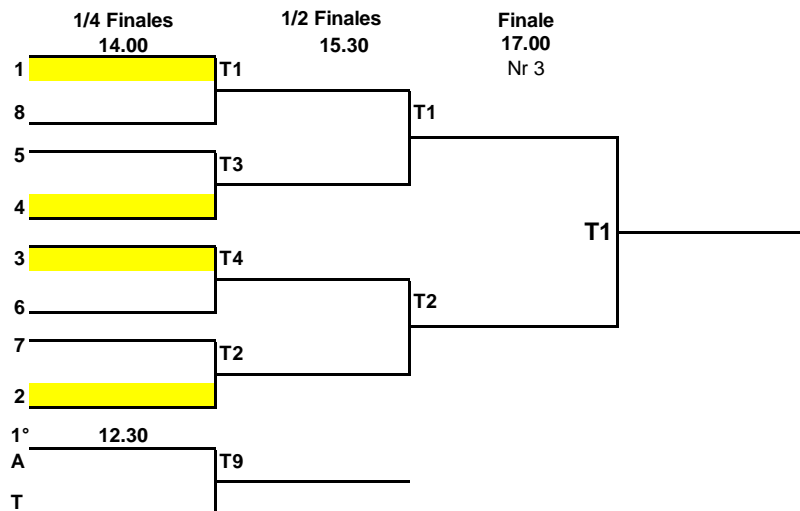 1/4 Finales 1/2 Finales Finale
14.00 15.30 17.00
1 T1 Nr 3
8 T1
5 T3
4 T1
3 T4
6 T2
7 T2
2
1° 12.30
A T9
T